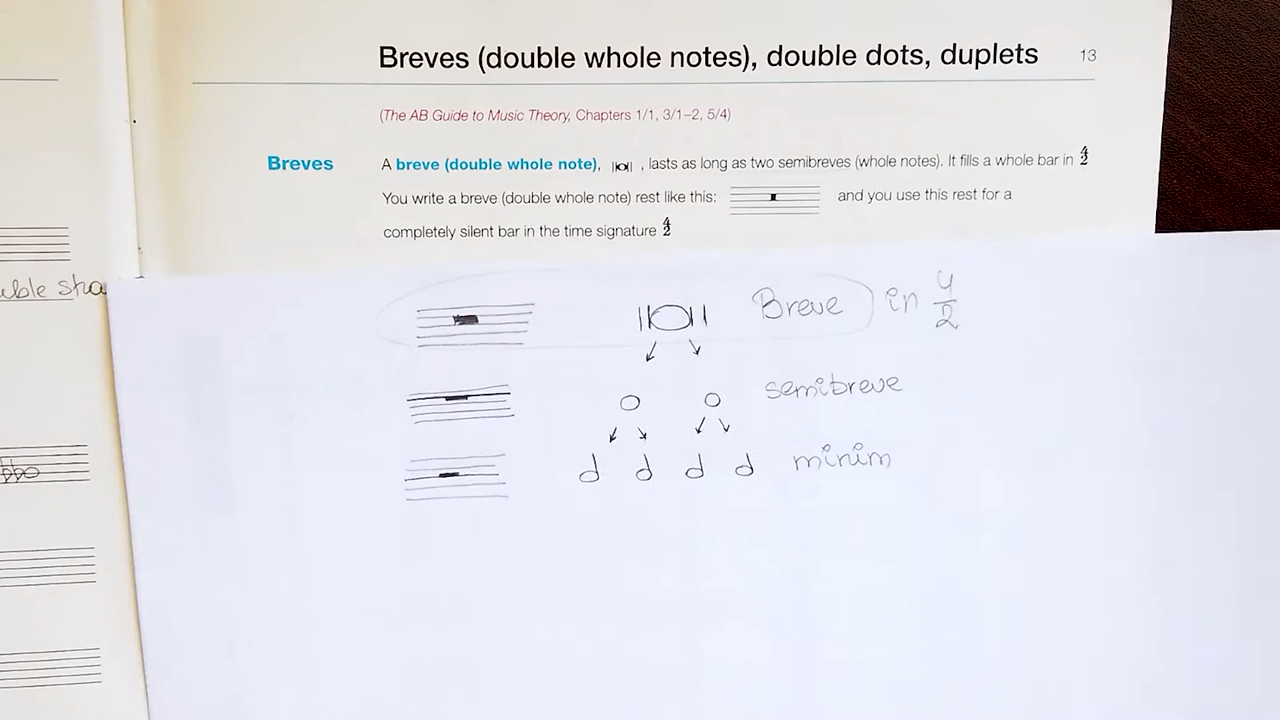 Breves (double whole notes), double dots, duplets 13
(The AB Guide to Music Theory, Chapters 1/1, 3/1–2, 5/4)
Breves A breve (double whole note), , lasts as long as two semibreves (whole notes). It fills a whole bar in 4/2
You write a breve (double whole note) rest like this: and you use this rest for a
completely silent bar in the time signature 4/2
Breve in 4/2
semibreve
minim